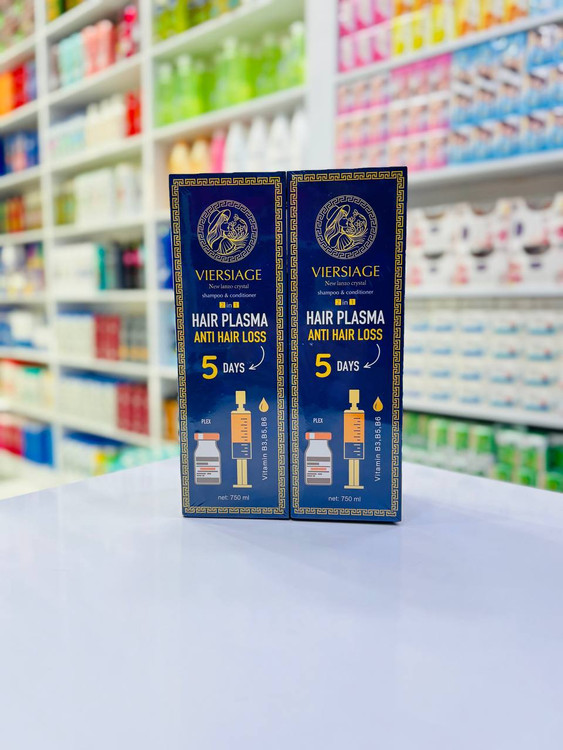 VIERSIAGE
New lanzo crystal
shampoo & conditioner
2 in 1
HAIR PLASMA
ANTI HAIR LOSS
5 DAYS
PLEX
Vitamin B3,B5,B6
net: 750 ml
VIERSIAGE
New lanzo crystal
shampoo & conditioner
2 in 1
HAIR PLASMA
ANTI HAIR LOSS
5 DAYS
PLEX
Vitamin B3,B5,B6
net: 750 ml